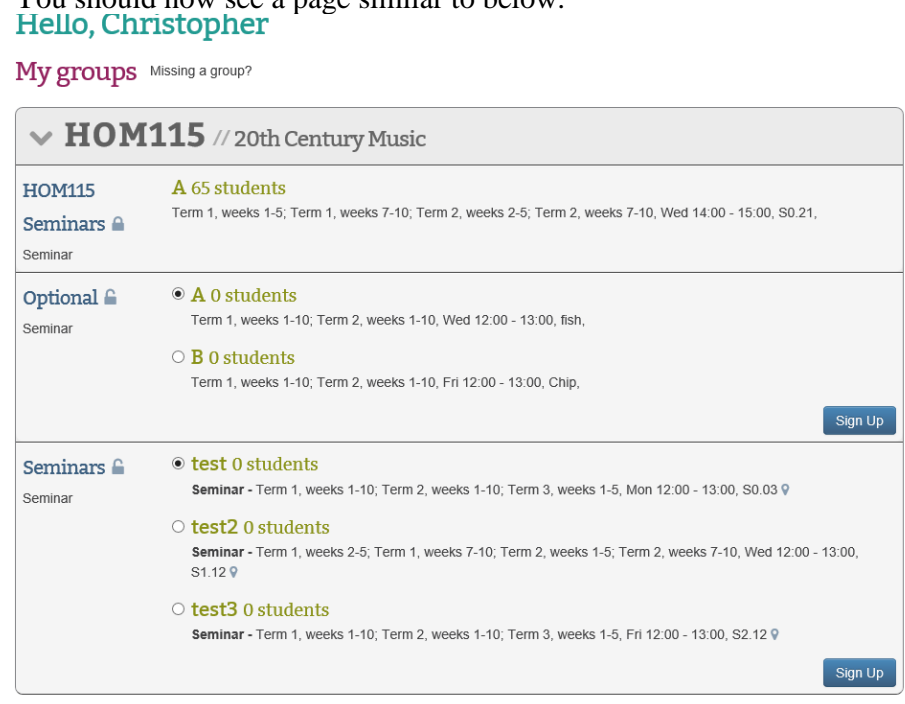 You should now see a page similar to below.
Hello, Christopher
My groups Missing a group?
HOM115 // 20th Century Music
HOM115
Seminars
Seminar
A 65 students
Term 1, weeks 1-5; Term 1, weeks 7-10; Term 2, weeks 2-5; Term 2, weeks 7-10, Wed 14:00 - 15:00, S0.21,
Optional
Seminar
A 0 students
Term 1, weeks 1-10; Term 2, weeks 1-10, Wed 12:00 - 13:00, fish,
B 0 students
Term 1, weeks 1-10; Term 2, weeks 1-10, Fri 12:00 - 13:00, Chip,
Sign Up
Seminars
Seminar
test 0 students
Seminar - Term 1, weeks 1-10; Term 2, weeks 1-10; Term 3, weeks 1-5, Mon 12:00 - 13:00, S0.03
test2 0 students
Seminar - Term 1, weeks 2-5; Term 1, weeks 7-10; Term 2, weeks 1-5; Term 2, weeks 7-10, Wed 12:00 - 13:00,
S1.12
test3 0 students
Seminar - Term 1, weeks 1-10; Term 2, weeks 1-10; Term 3, weeks 1-5, Fri 12:00 - 13:00, S2.12
Sign Up